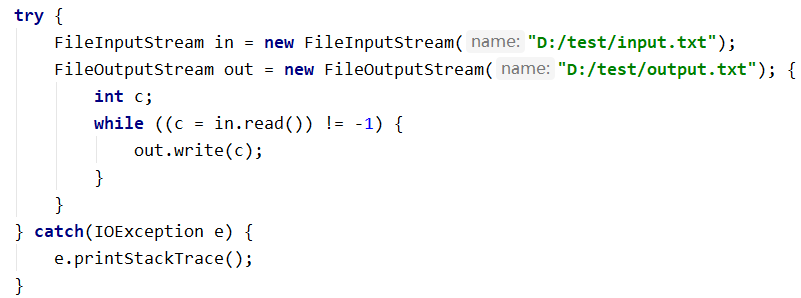 try {
    FileInputStream in = new FileInputStream( name: "D:/test/input.txt");
    FileOutputStream out = new FileOutputStream( name: "D:/test/output.txt"); {
        int c;
        while ((c = in.read()) != -1) {
            out.write(c);
        }
    }
} catch(IOException e) {
    e.printStackTrace();
}